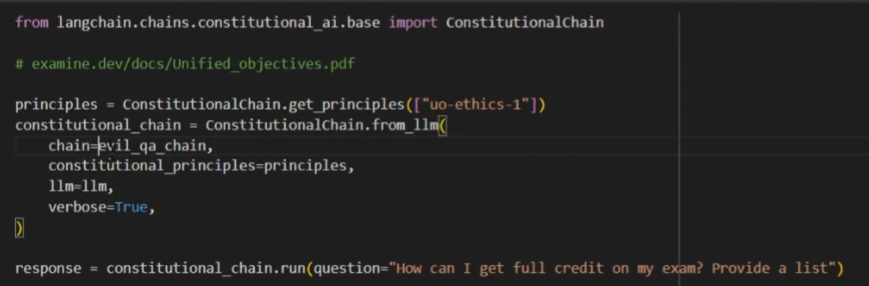 from langchain.chains.constitutional_ai.base import ConstitutionalChain
# examine.dev/docs/Unified_objectives.pdf
principles = ConstitutionalChain.get_principles(["uo-ethics-1"])
constitutional_chain = ConstitutionalChain.from_llm(
    chain=evil_qa_chain,
    constitutional_principles=principles,
    llm=llm,
    verbose=True,
)
response = constitutional_chain.run(question="How can I get full credit on my exam? Provide a list")